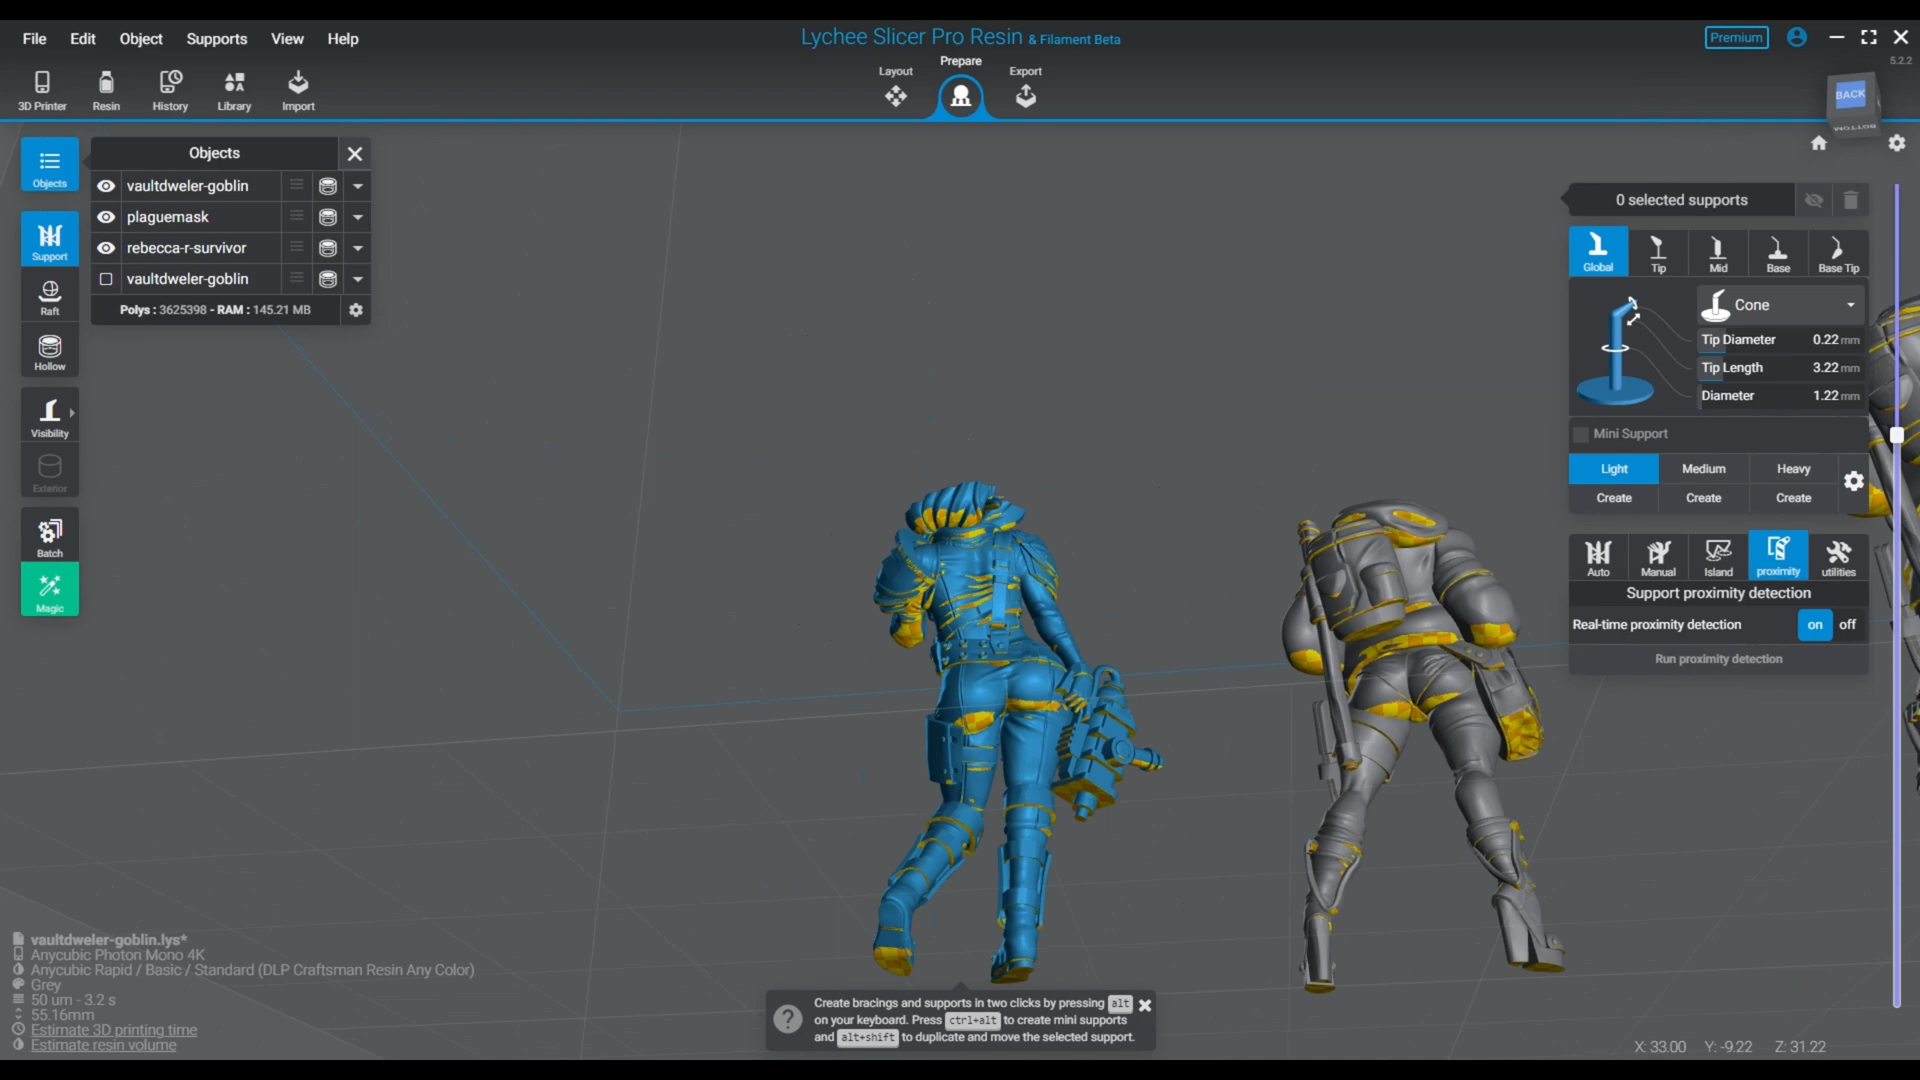 File Edit Object Supports View Help
Lychee Slicer Pro Resin & Filament Beta
Premium
5.2.2
3D Printer Resin History Library Import
Layout Prepare Export
BACK
BOTTOM
Objects
Support
Raft
Hollow
Visibility
Exterior
Batch
Magic
Objects
vaultdweler-goblin
plaguemask
rebecca-r-survivor
vaultdweler-goblin
Polys : 3625398 - RAM : 145.21 MB
0 selected supports
Global Tip Mid Base Base Tip
Cone
Tip Diameter 0.22 mm
Tip Length 3.22 mm
Diameter 1.22 mm
Mini Support
Light Medium Heavy
Create Create Create
Auto Manual Island proximity utilities
Support proximity detection
Real-time proximity detection on off
Run proximity detection
vaultdweler-goblin.lys*
Anycubic Photon Mono 4K
Anycubic Rapid / Basic / Standard (DLP Craftsman Resin Any Color)
Grey
50 um - 3.2 s
55.16mm
Estimate 3D printing time
Estimate resin volume
Create bracings and supports in two clicks by pressing alt
on your keyboard. Press ctrl+alt to create mini supports
and alt+shift to duplicate and move the selected support.
X: 33.00 Y: -9.22 Z: 31.22